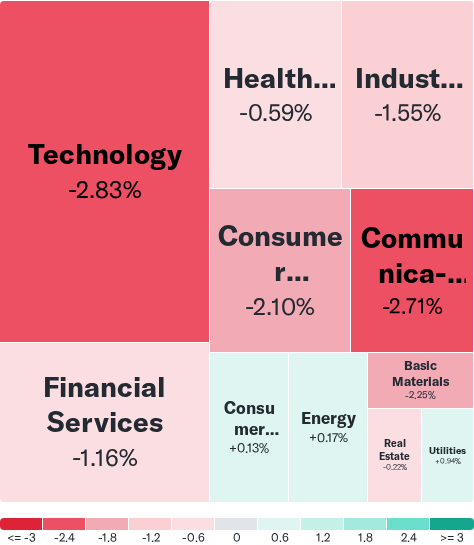 Technology
-2.83%
Health...
-0.59%
Indust...
-1.55%
Consume
r...
-2.10%
Commu
nica-...
-2.71%
Financial
Services
-1.16%
Consu
mer...
+0.13%
Energy
+0.17%
Basic
Materials
-2.25%
Real
Estate
-0.22%
Utilities
+0.94%
<= -3 -2.4 -1.8 -1.2 -0.6 0 0.6 1.2 1.8 2.4 >= 3